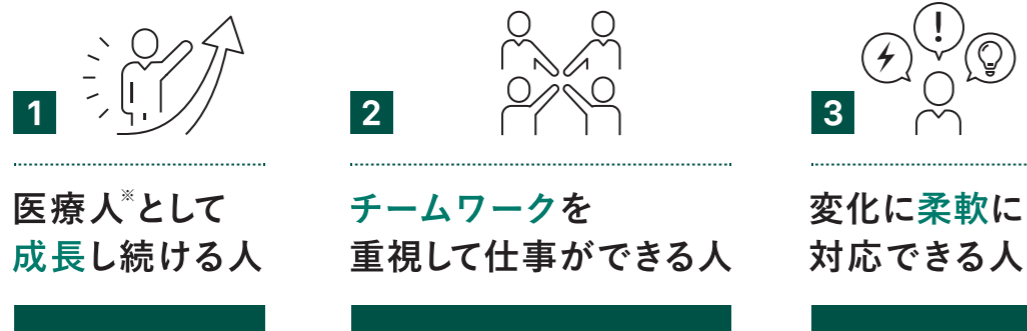 1
医療人※として
成長し続ける人
2
チームワークを
重視して仕事ができる人
3
変化に柔軟に
対応できる人